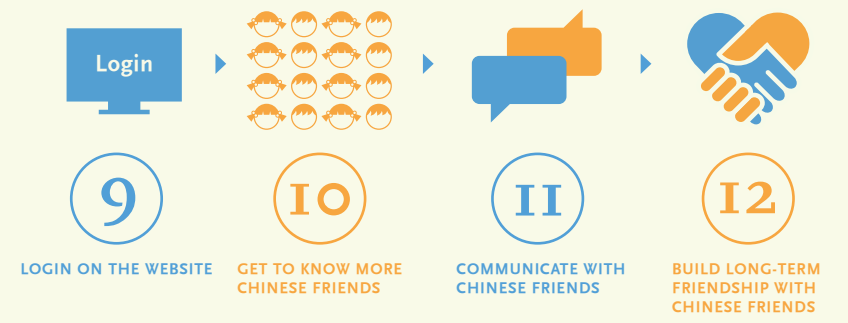 Login
9
10
11
12
LOGIN ON THE WEBSITE
GET TO KNOW MORE
CHINESE FRIENDS
COMMUNICATE WITH
CHINESE FRIENDS
BUILD LONG-TERM
FRIENDSHIP WITH
CHINESE FRIENDS